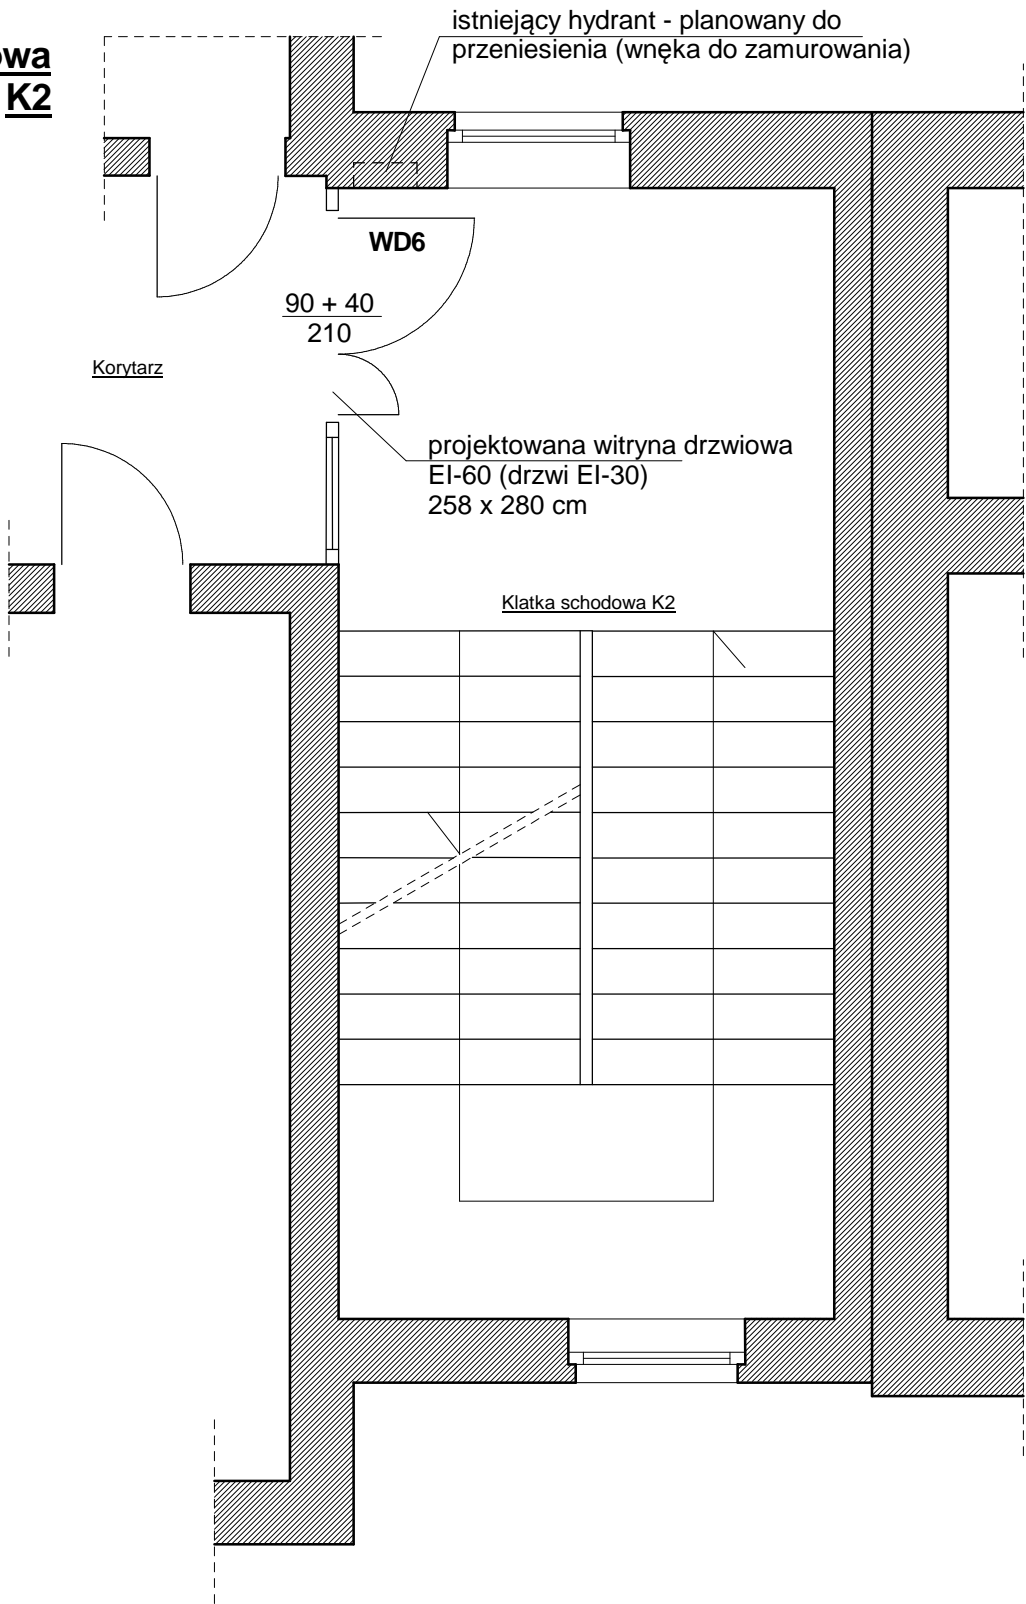 istniejący hydrant - planowany do
przeniesienia (wnęka do zamurowania)
K2
WD6
90 + 40
210
Korytarz
projektowana witryna drzwiowa
EI-60 (drzwi EI-30)
258 x 280 cm
Klatka schodowa K2